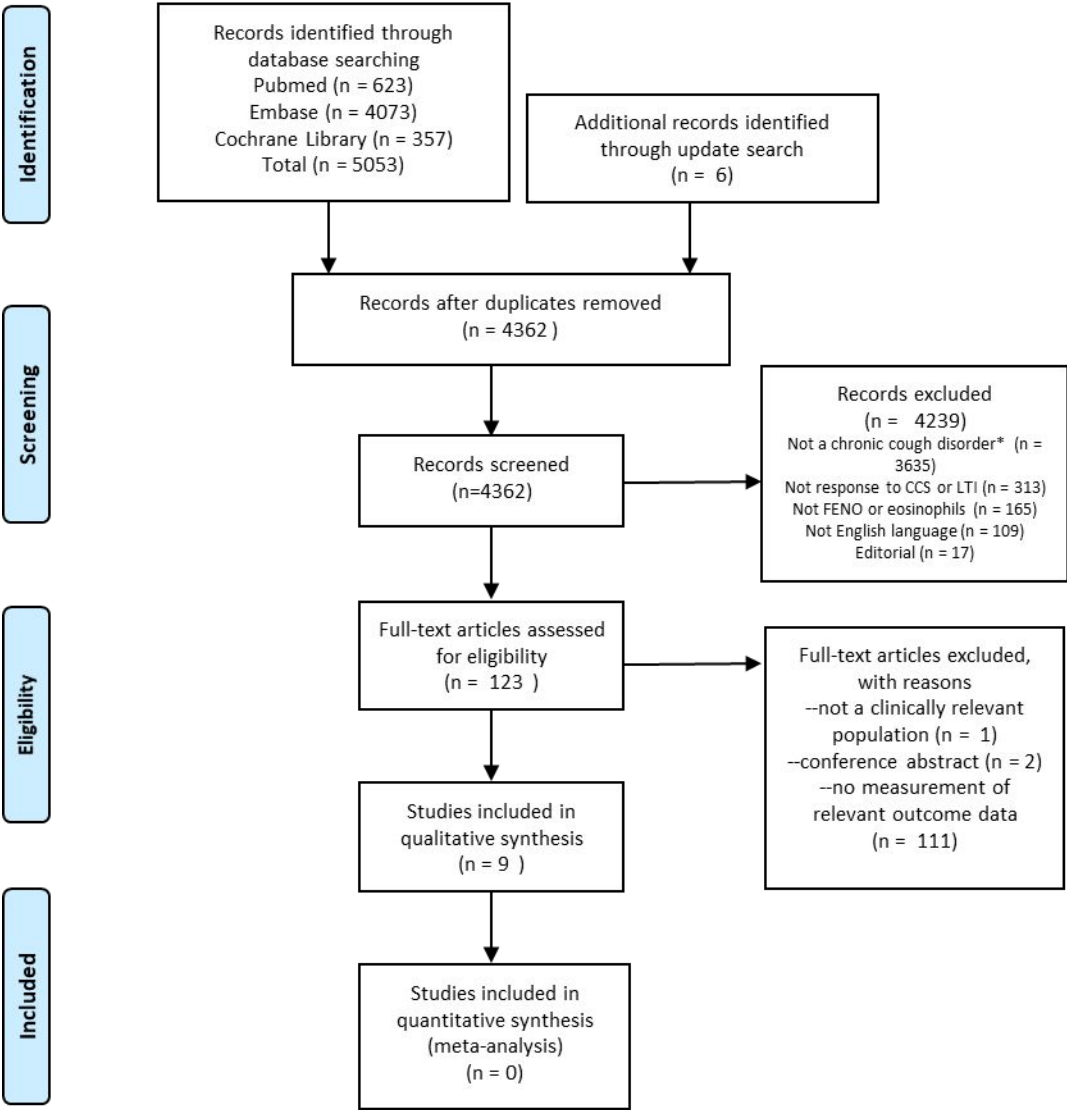 Identification
Records identified through
database searching
Pubmed (n = 623)
Embase (n = 4073)
Cochrane Library (n = 357)
Total (n = 5053)
Additional records identified
through update search
(n = 6)
Records after duplicates removed
(n = 4362 )
Screening
Records screened
(n=4362)
Records excluded
(n = 4239)
Not a chronic cough disorder* (n =
3635)
Not response to CCS or LTI (n = 313)
Not FENO or eosinophils (n = 165)
Not English language (n = 109)
Editorial (n = 17)
Eligibility
Full-text articles assessed
for eligibility
(n = 123 )
Full-text articles excluded,
with reasons
--not a clinically relevant
population (n = 1)
--conference abstract (n = 2)
--no measurement of
relevant outcome data
(n = 111)
Studies included in
qualitative synthesis
(n = 9 )
Included
Studies included in
quantitative synthesis
(meta-analysis)
(n = 0)